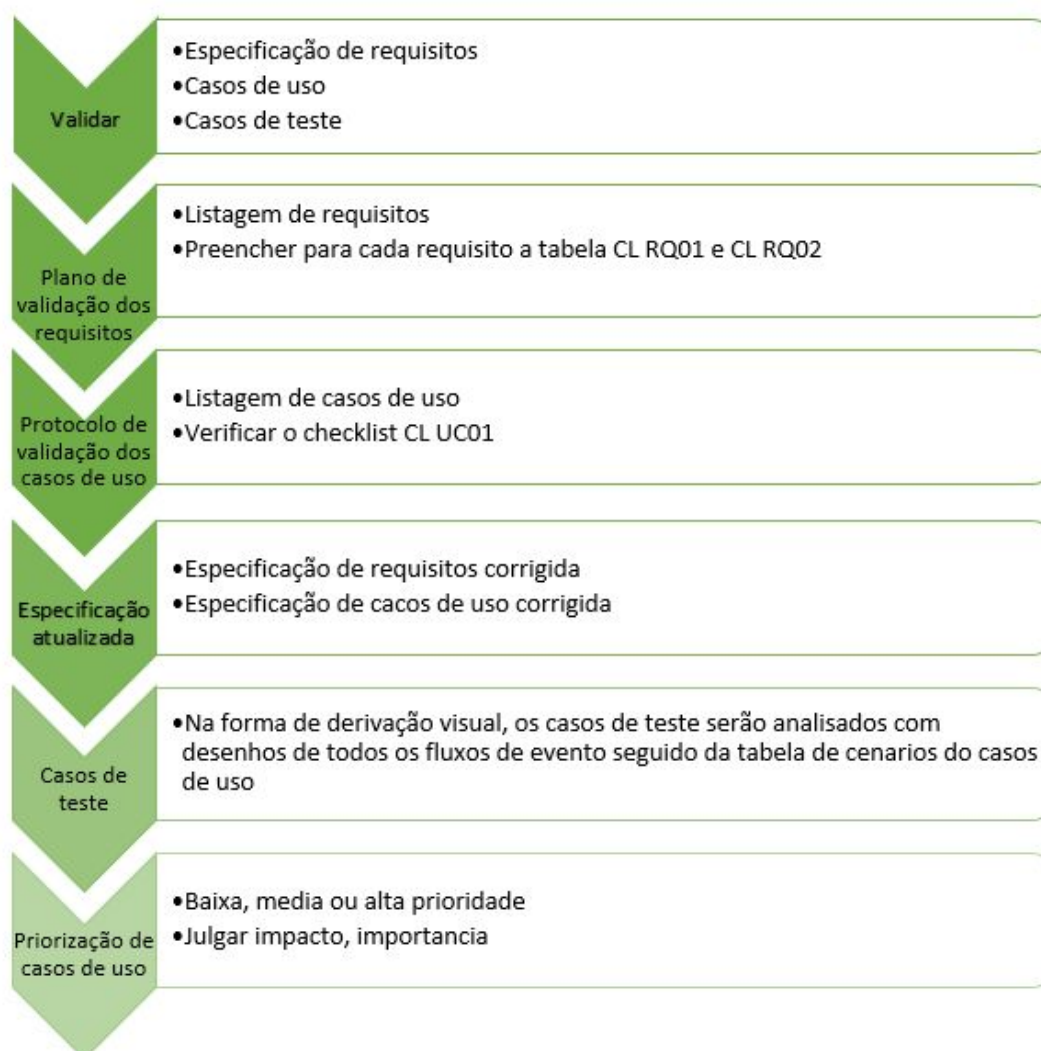 Validar
•Especificação de requisitos
•Casos de uso
•Casos de teste
Plano de
validação dos
requisitos
•Listagem de requisitos
•Preencher para cada requisito a tabela CL RQ01 e CL RQ02
Protocolo de
validação dos
casos de uso
•Listagem de casos de uso
•Verificar o checklist CL UC01
Especificação
atualizada
•Especificação de requisitos corrigida
•Especificação de cacos de uso corrigida
Casos de
teste
•Na forma de derivação visual, os casos de teste serão analisados com
desenhos de todos os fluxos de evento seguido da tabela de cenarios do casos
de uso
Priorização de
casos de uso
•Baixa, media ou alta prioridade
•Julgar impacto, importancia